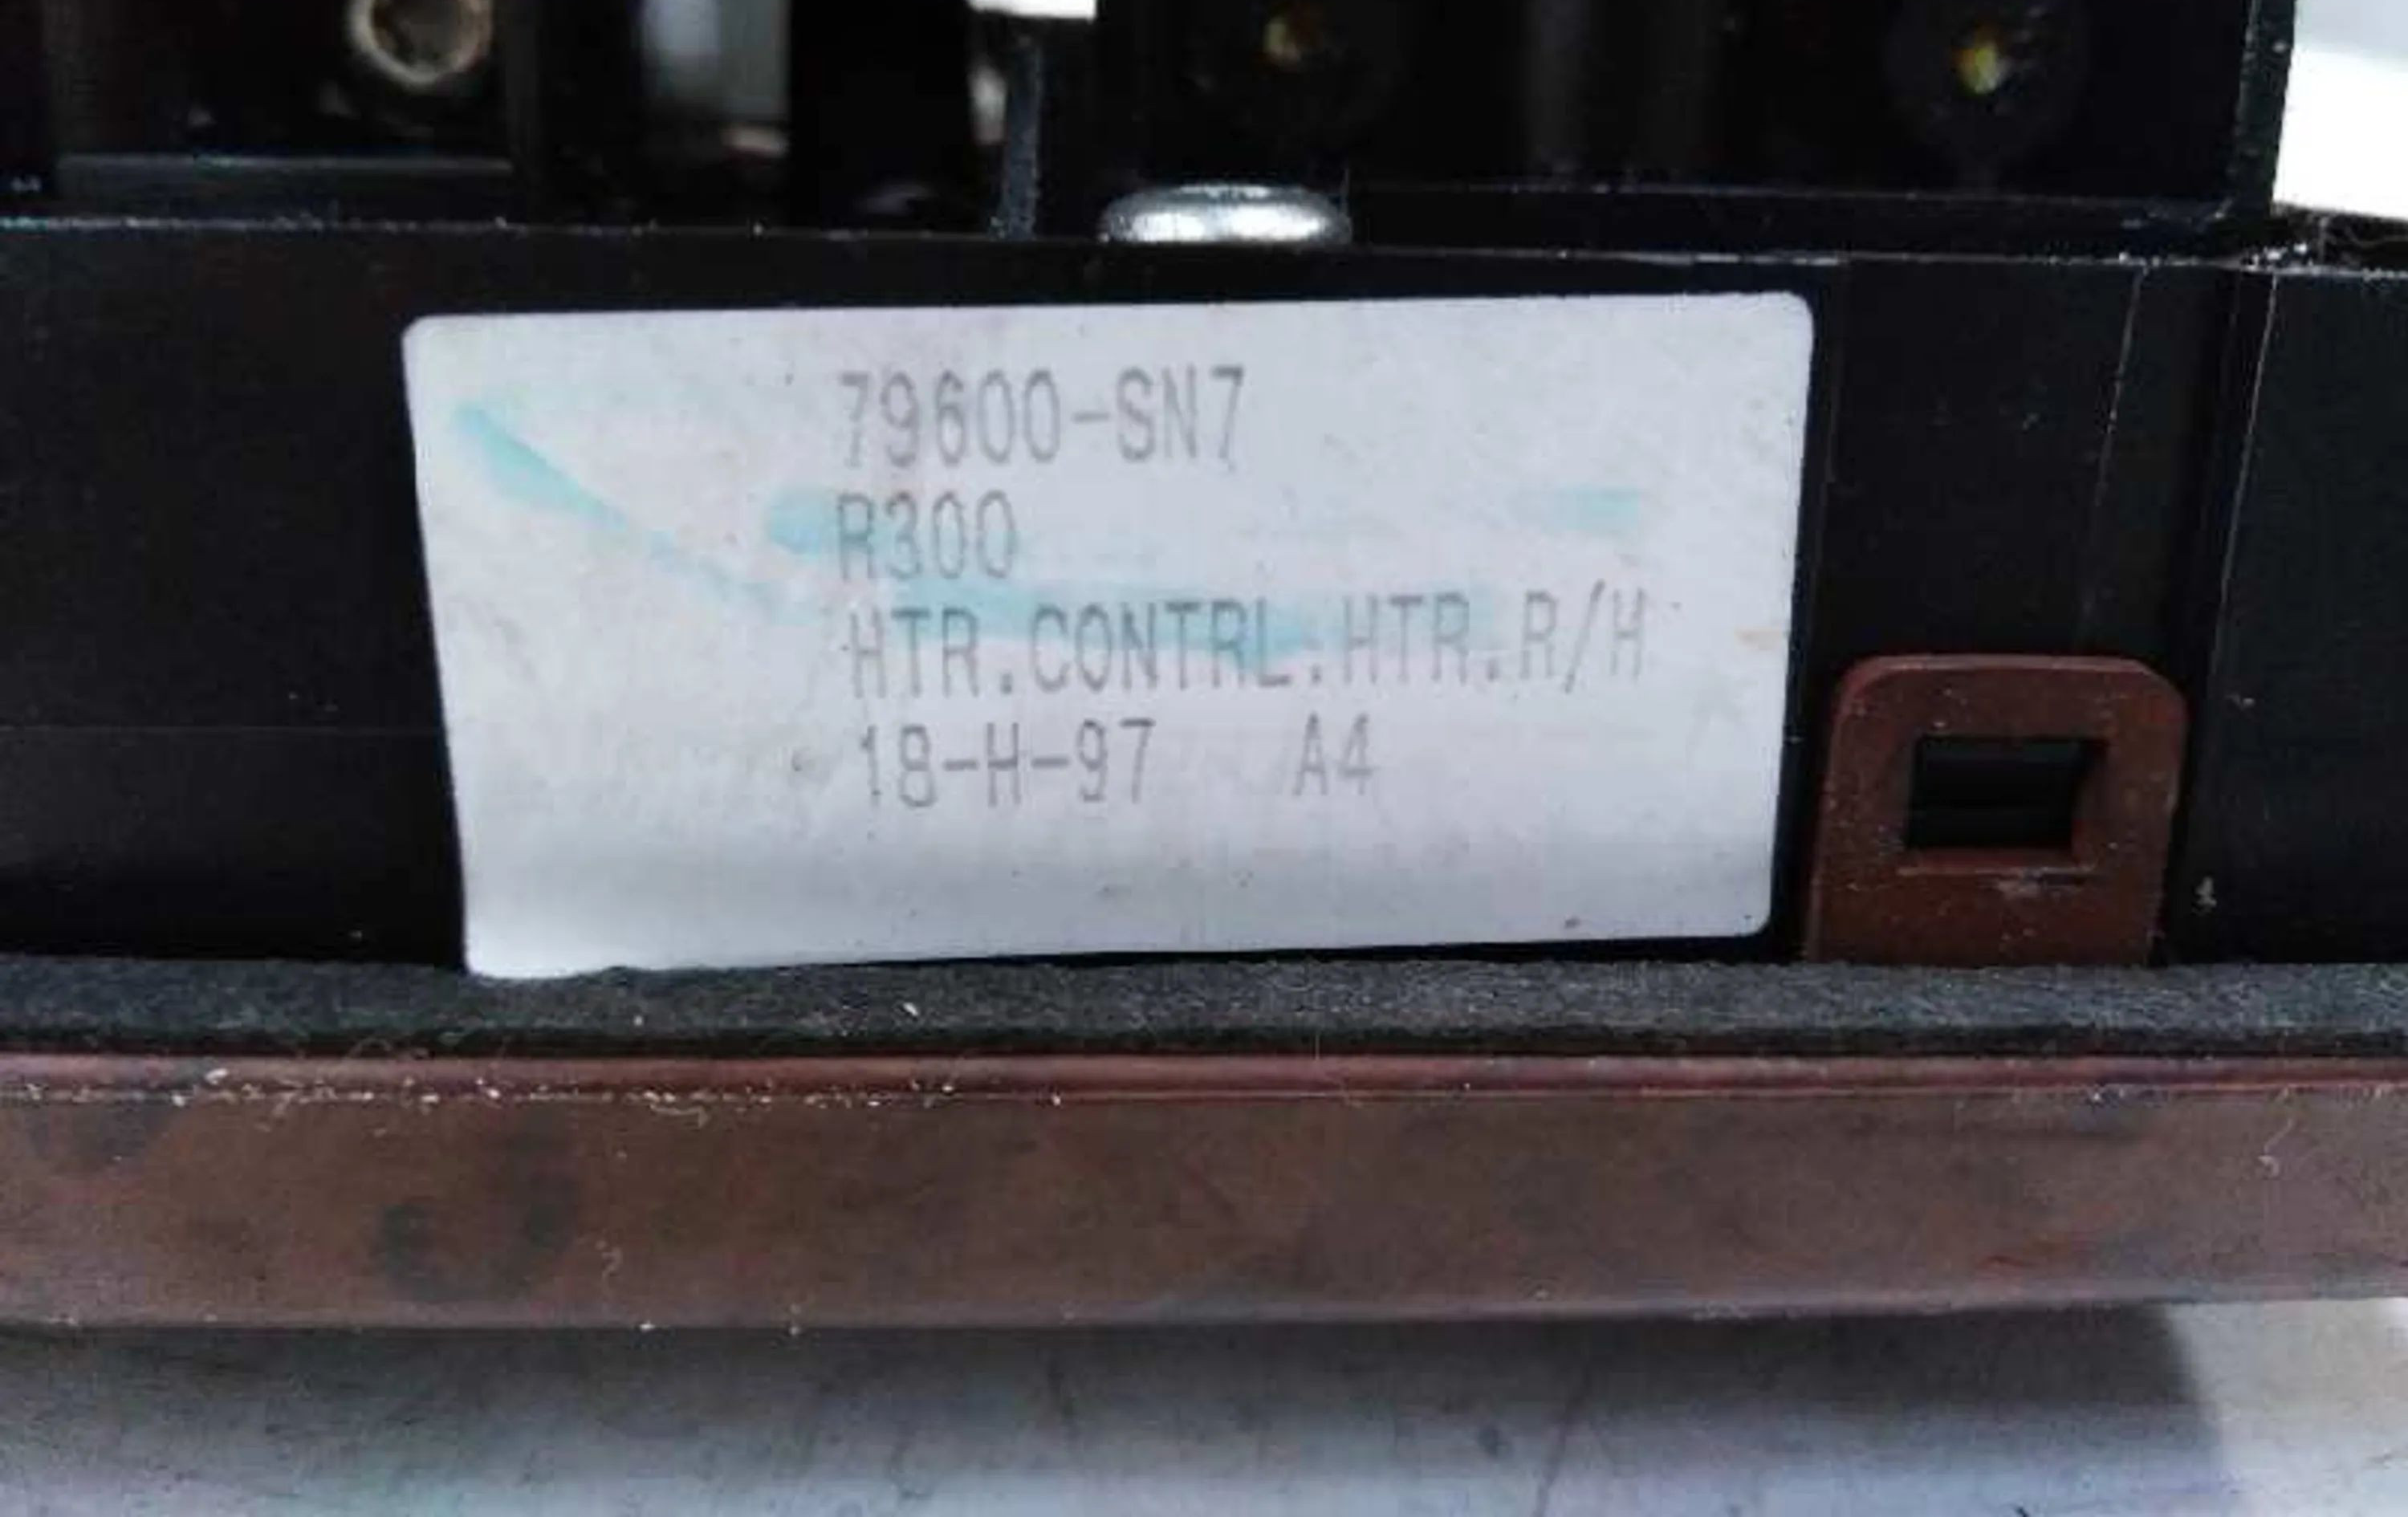 79600-SN7
R300
HTR.CONTRL.HTR.R/H
18-H-97 A4